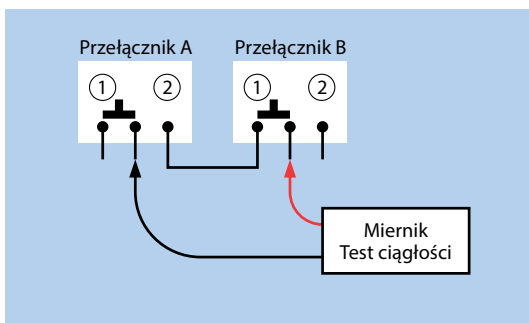 Przełącznik A
Przełącznik B
1 2
1 2
Miernik
Test ciągłości